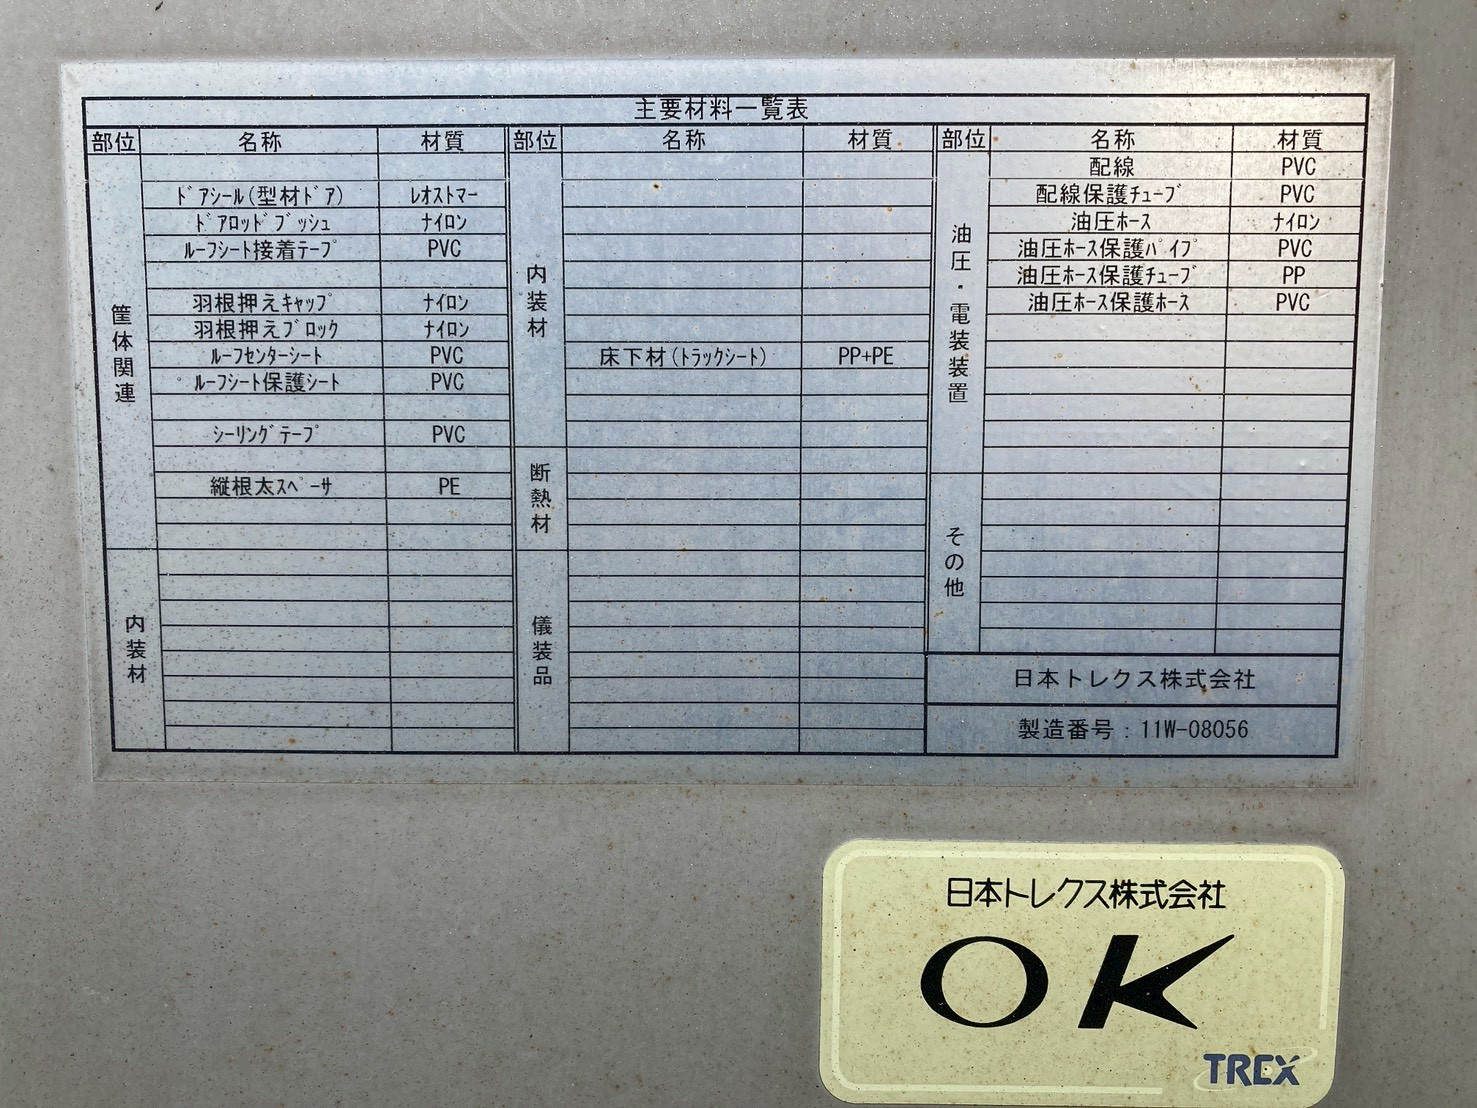 主要材料一覧表
部位 名称 材質 部位 名称 材質 部位 名称 材質
筐体関連
ﾄﾞｱｼｰﾙ(型材ﾄﾞｱ) ﾚｵｽﾄﾏｰ
ﾄﾞｱﾛｯﾄﾞﾌﾞｯｼｭ ﾅｲﾛﾝ
ﾙｰﾌｼｰﾄ接着ﾃｰﾌﾟ PVC
羽根押えｷｬｯﾌﾟ ﾅｲﾛﾝ
羽根押えﾌﾞﾛｯｸ ﾅｲﾛﾝ
ﾙｰﾌｾﾝﾀｰｼｰﾄ PVC
ﾙｰﾌｼｰﾄ保護ｼｰﾄ PVC
ｼｰﾘﾝｸﾞﾃｰﾌﾟ PVC
縦根太ｽﾍﾟｰｻ PE
内装材
内装材
床下材(ﾄﾗｯｸｼｰﾄ) PP+PE
断熱材
儀装品
油圧・電装装置
配線 PVC
配線保護ﾁｭｰﾌﾞ PVC
油圧ﾎｰｽ ﾅｲﾛﾝ
油圧ﾎｰｽ保護ﾊﾟｲﾌﾟ PVC
油圧ﾎｰｽ保護ﾁｭｰﾌﾞ PP
油圧ﾎｰｽ保護ﾎｰｽ PVC
その他
日本トレクス株式会社
製造番号：11W-08056
日本トレクス株式会社
OK
TREX